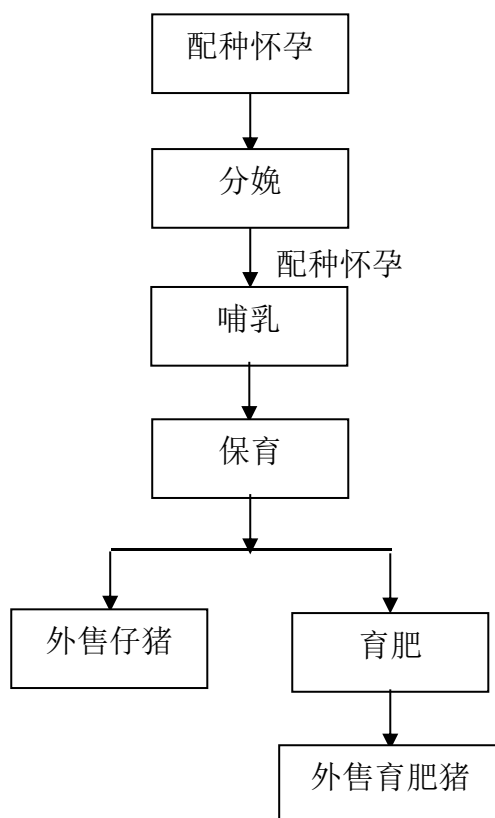 配种怀孕
分娩
配种怀孕
哺乳
保育
外售仔猪
育肥
外售育肥猪